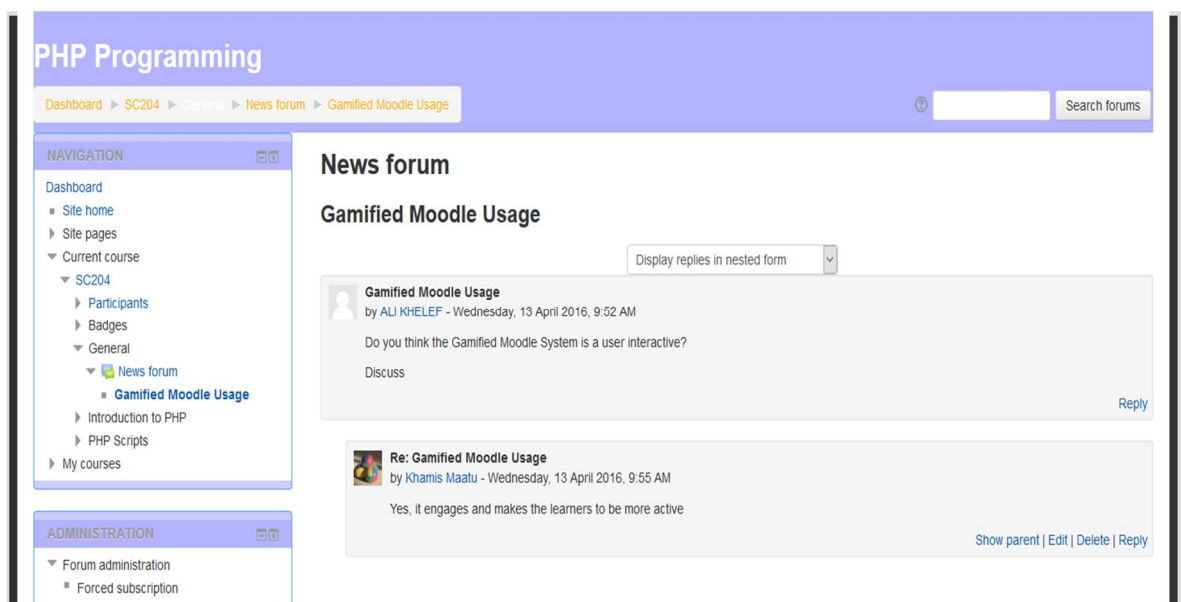 PHP Programming
Dashboard SC204 General News forum Gamified Moodle Usage
Search forums
NAVIGATION
Dashboard
Site home
Site pages
Current course
SC204
Participants
Badges
General
News forum
Gamified Moodle Usage
Introduction to PHP
PHP Scripts
My courses
ADMINISTRATION
Forum administration
Forced subscription
News forum
Gamified Moodle Usage
Display replies in nested form
Gamified Moodle Usage
by ALI KHELEF - Wednesday, 13 April 2016, 9:52 AM
Do you think the Gamified Moodle System is a user interactive?
Discuss
Reply
Re: Gamified Moodle Usage
by Khamis Maatu - Wednesday, 13 April 2016, 9:55 AM
Yes, it engages and makes the learners to be more active
Show parent | Edit | Delete | Reply